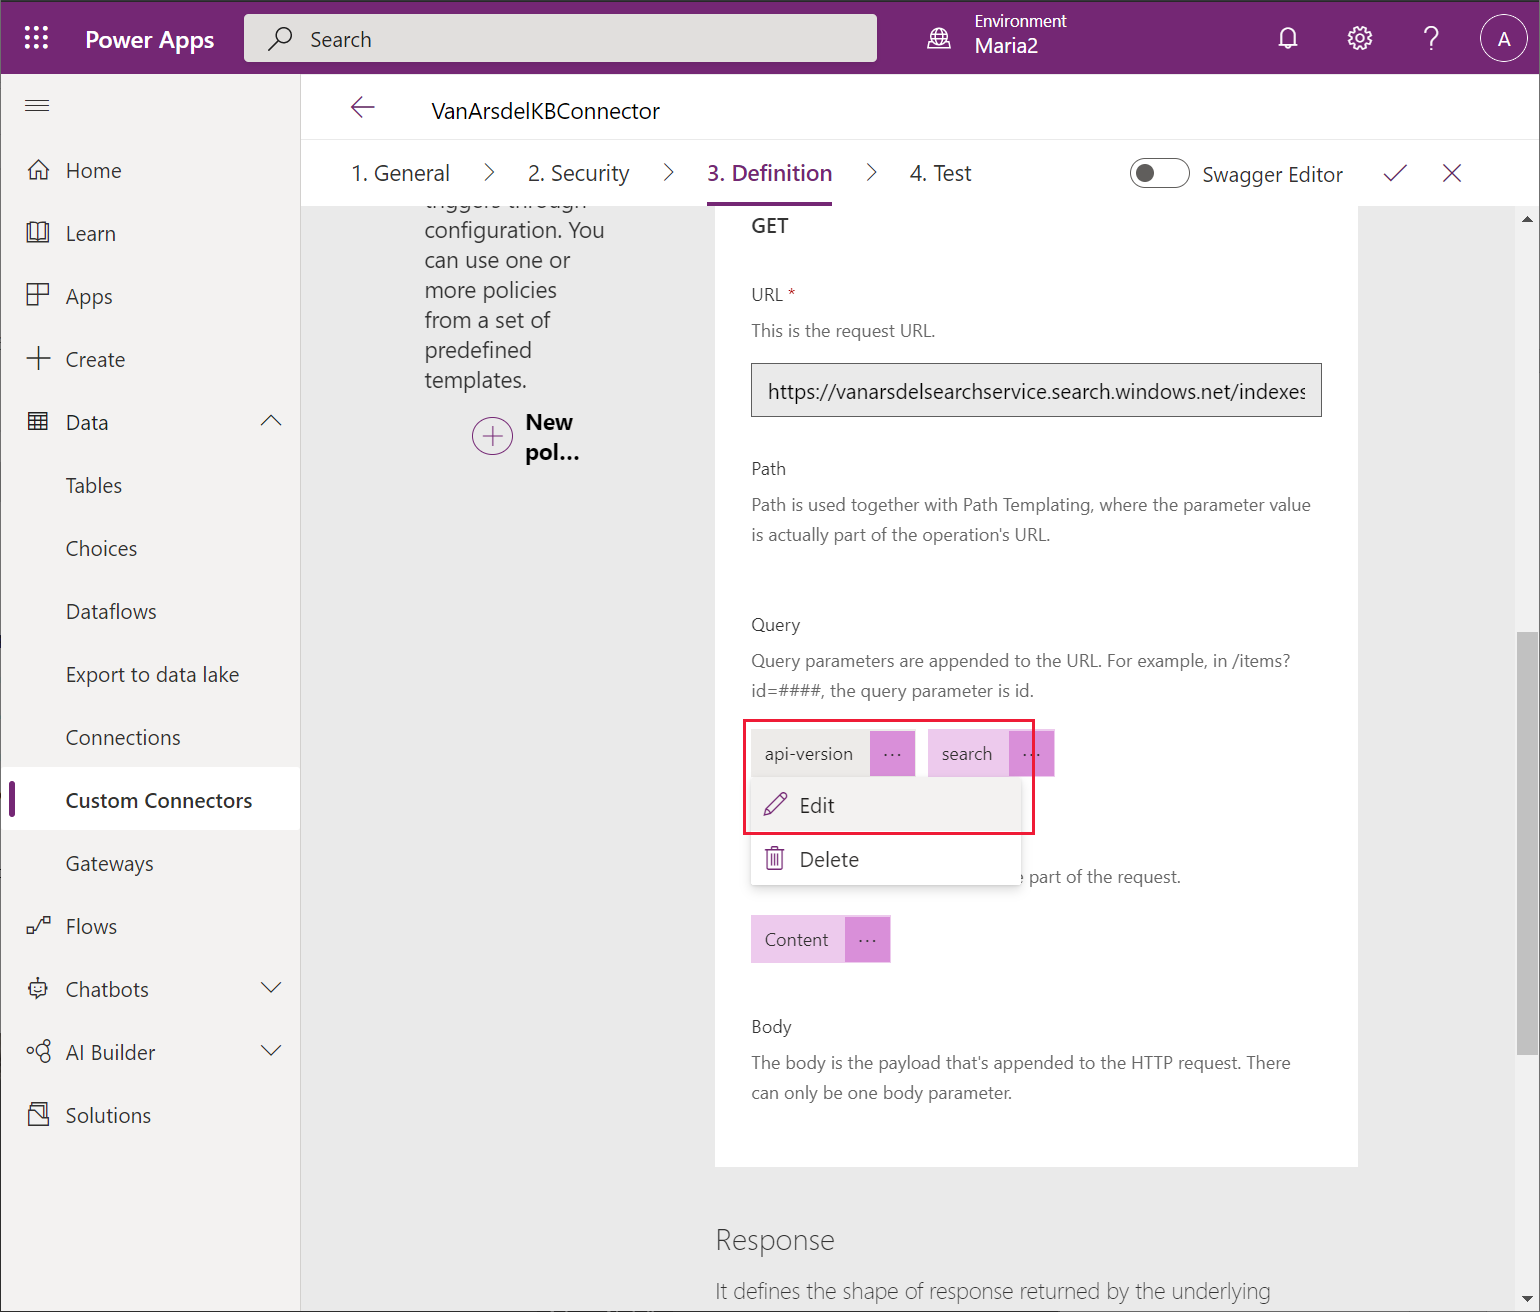 Power Apps
Search
Environment
Maria2
A
VanArsdelKBConnector
1. General
2. Security
3. Definition
4. Test
Swagger Editor
Home
Learn
Apps
Create
Data
Tables
Choices
Dataflows
Export to data lake
Connections
Custom Connectors
Gateways
Flows
Chatbots
AI Builder
Solutions
triggers through
configuration. You
can use one or
more policies
from a set of
predefined
templates.
New
pol...
GET
URL *
This is the request URL.
https://vanarsdelsearchservice.search.windows.net/indexes
Path
Path is used together with Path Templating, where the parameter value
is actually part of the operation's URL.
Query
Query parameters are appended to the URL. For example, in /items?
id=####, the query parameter is id.
api-version ...
search ...
Edit
Delete
part of the request.
Content ...
Body
The body is the payload that's appended to the HTTP request. There
can only be one body parameter.
Response
It defines the shape of response returned by the underlying